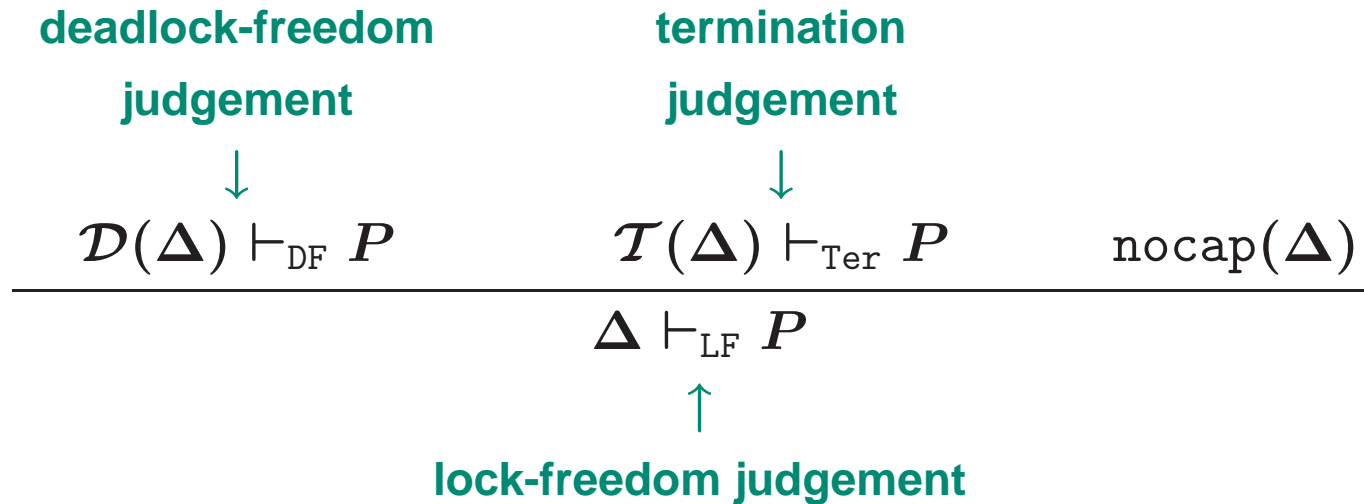 deadlock-freedom termination
judgement judgement
↓ ↓
𝒟(Δ) ⊢DF P 𝒯(Δ) ⊢Ter P nocap(Δ)
Δ ⊢LF P
↑
lock-freedom judgement